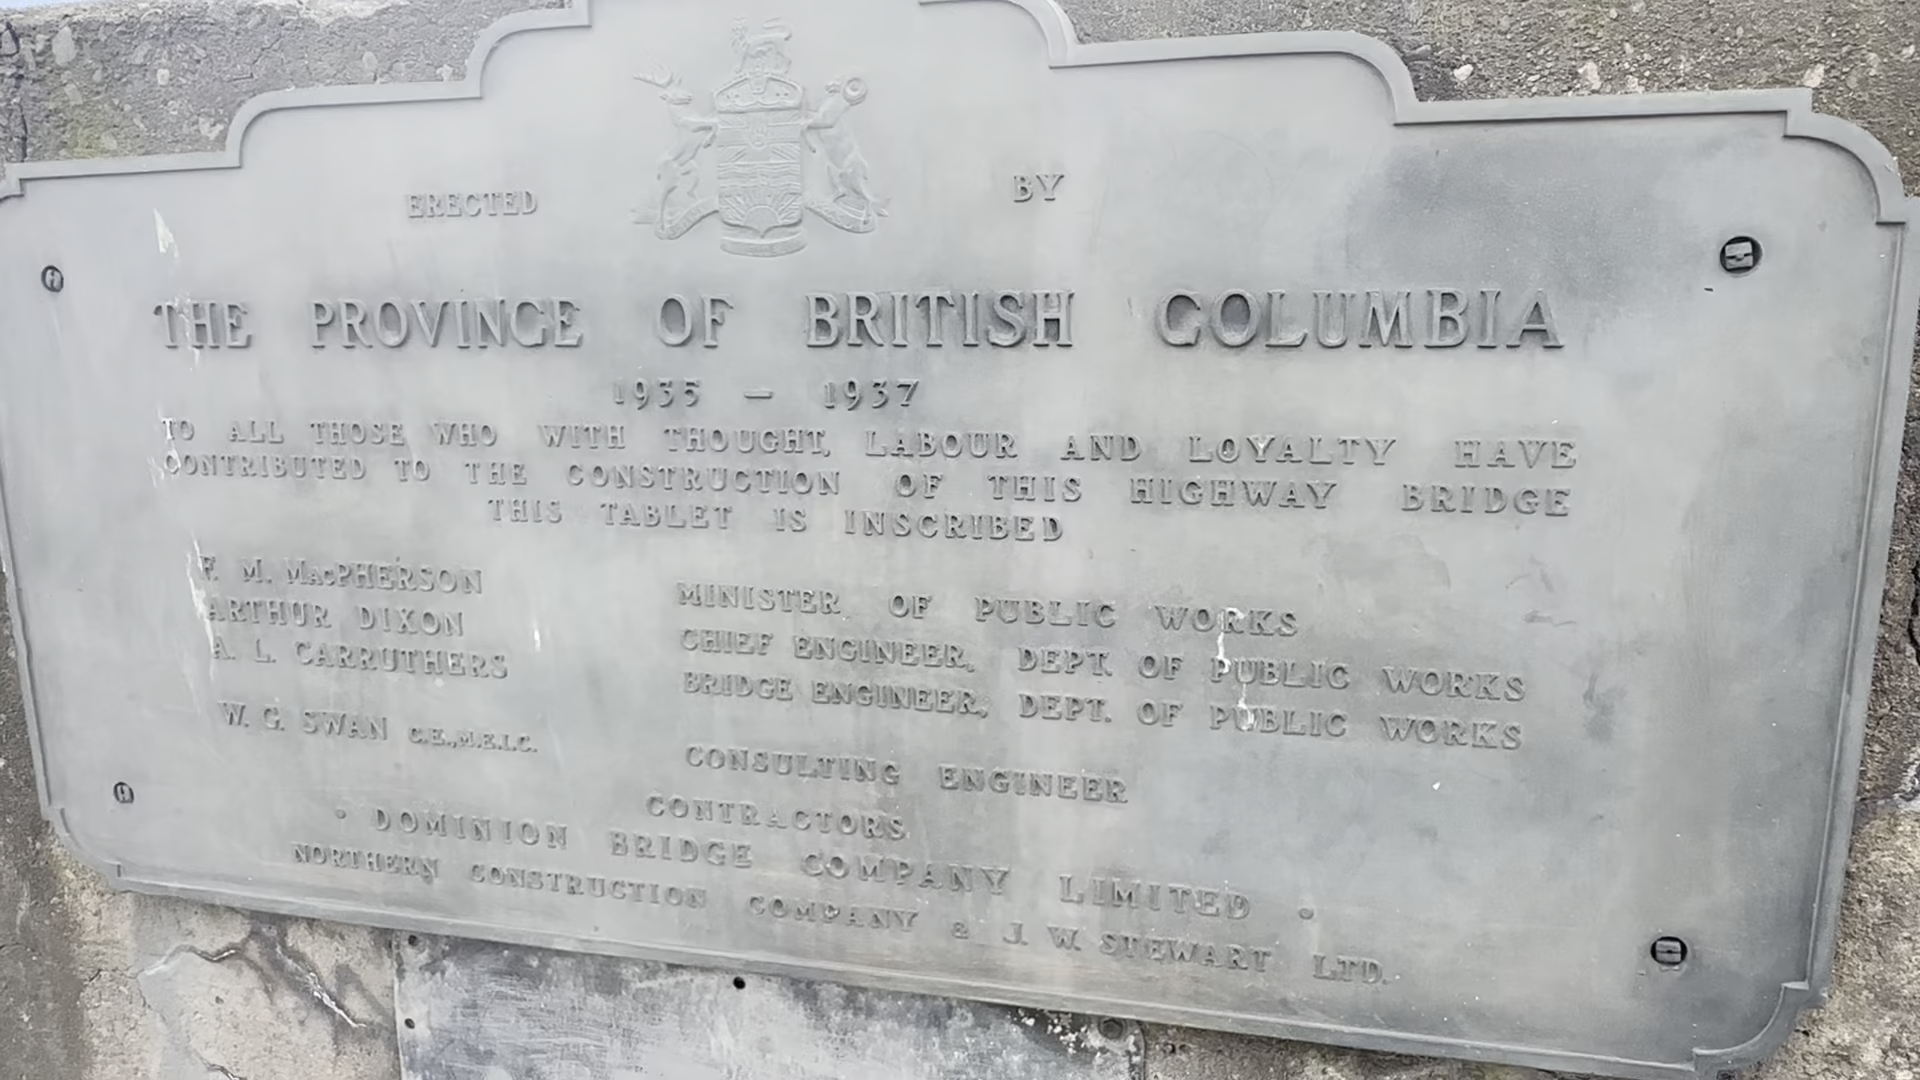 ERECTED BY
THE PROVINCE OF BRITISH COLUMBIA
1935 — 1937
TO ALL THOSE WHO WITH THOUGHT, LABOUR AND LOYALTY HAVE
CONTRIBUTED TO THE CONSTRUCTION OF THIS HIGHWAY BRIDGE
THIS TABLET IS INSCRIBED
F. M. MacPHERSON MINISTER OF PUBLIC WORKS
ARTHUR DIXON CHIEF ENGINEER, DEPT. OF PUBLIC WORKS
A. L. CARRUTHERS BRIDGE ENGINEER, DEPT. OF PUBLIC WORKS
W. G. SWAN C.E., M.E.I.C. CONSULTING ENGINEER
CONTRACTORS
• DOMINION BRIDGE COMPANY LIMITED •
NORTHERN CONSTRUCTION COMPANY & J. W. STEWART LTD.